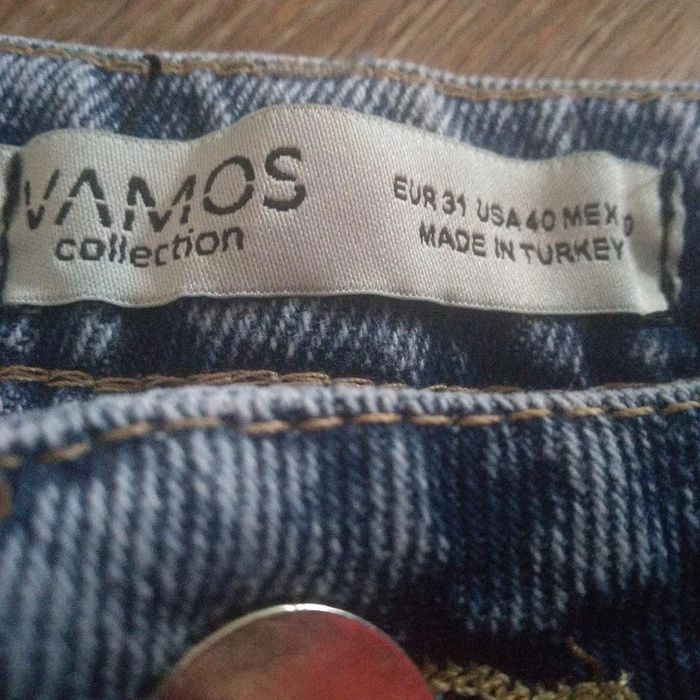 VAMOS
collection
EUR 31 USA 40 MEX
MADE IN TURKEY